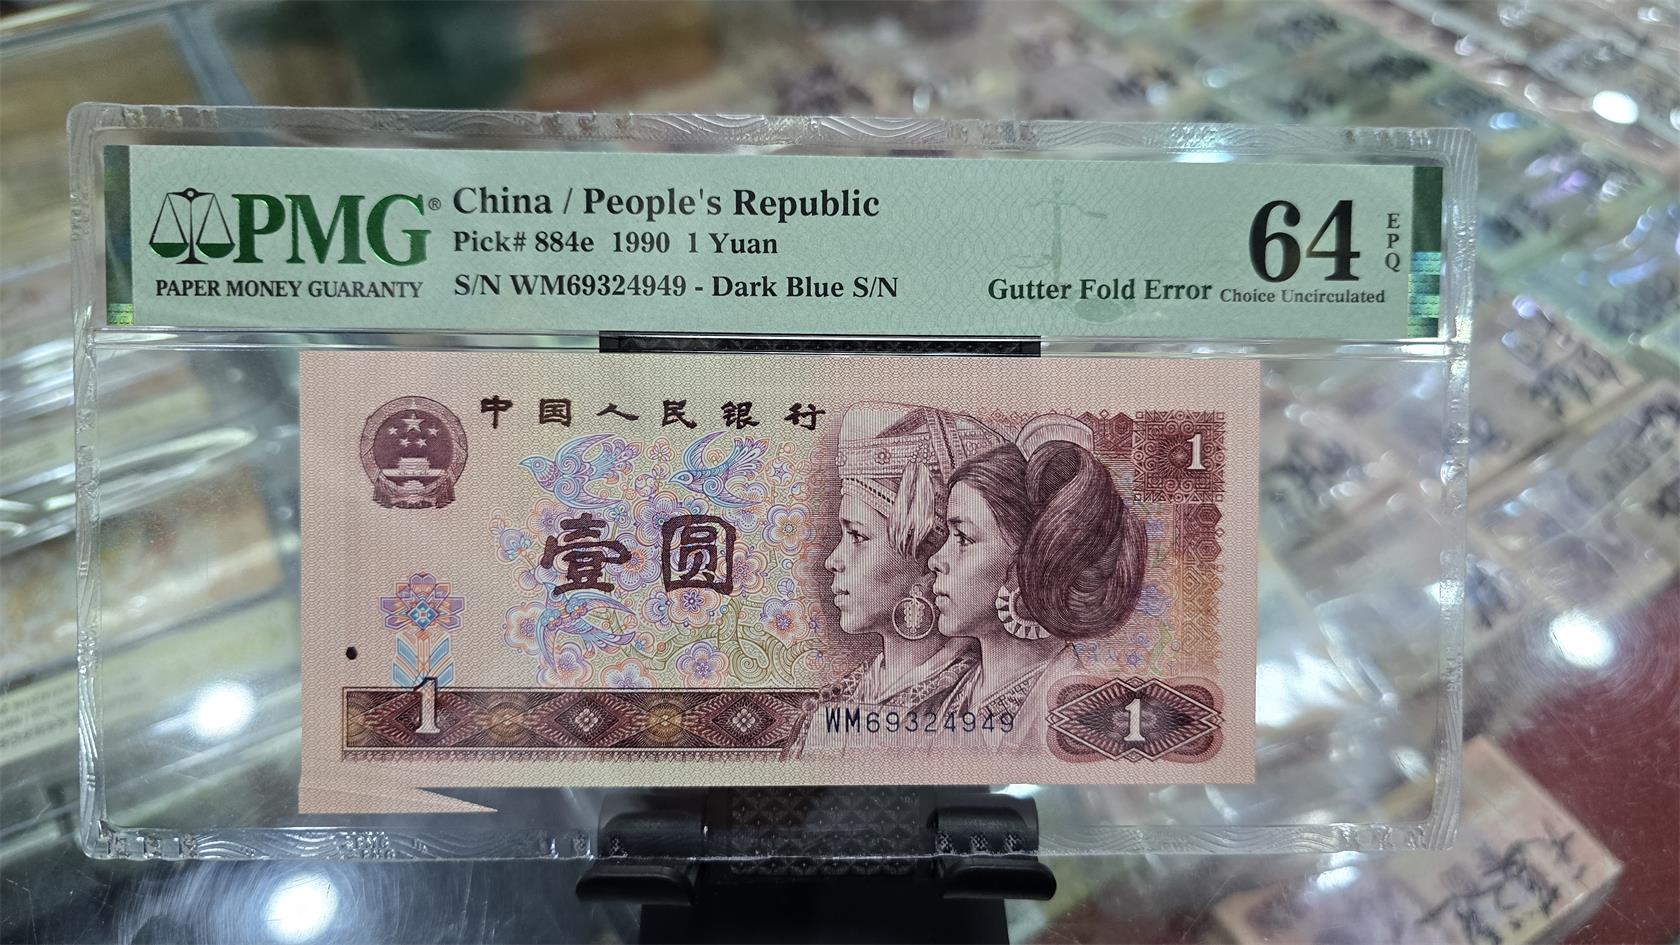 PMG®
PAPER MONEY GUARANTY
China / People's Republic
Pick# 884e 1990 1 Yuan
S/N WM69324949 - Dark Blue S/N
Gutter Fold Error
64
EPQ
Choice Uncirculated
中国人民银行
1
壹圆
1
WM69324949
1